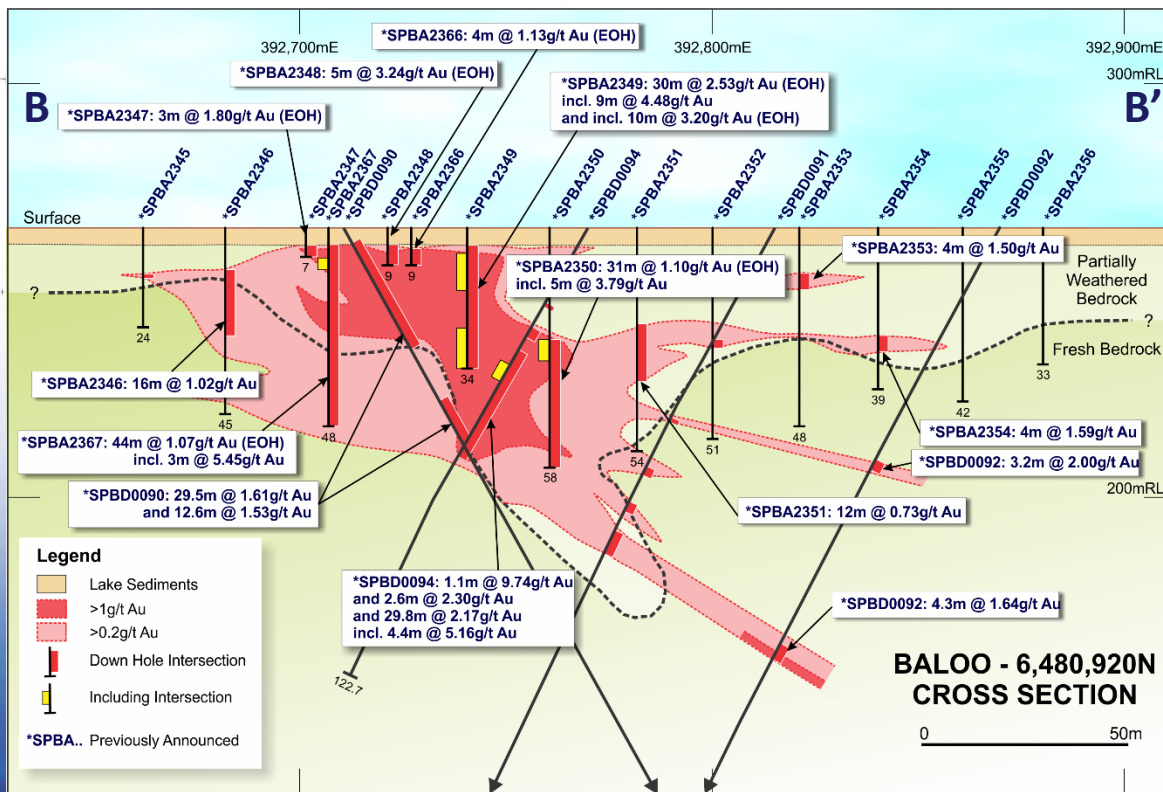 392,700mE
392,800mE
392,900mE
300mRL
B
B'
*SPBA2366: 4m @ 1.13g/t Au (EOH)
*SPBA2348: 5m @ 3.24g/t Au (EOH)
*SPBA2347: 3m @ 1.80g/t Au (EOH)
*SPBA2349: 30m @ 2.53g/t Au (EOH)
incl. 9m @ 4.48g/t Au
and incl. 10m @ 3.20g/t Au (EOH)
*SPBA2345
*SPBA2346
*SPBA2347
*SPBA2367
*SPBD0090
*SPBA2348
*SPBA2366
*SPBA2349
*SPBA2350
*SPBD0094
*SPBA2351
*SPBA2352
*SPBD0091
*SPBA2353
*SPBA2354
*SPBA2355
*SPBD0092
*SPBA2356
Surface
*SPBA2353: 4m @ 1.50g/t Au
Partially
Weathered
Bedrock
7
9
9
*SPBA2350: 31m @ 1.10g/t Au (EOH)
incl. 5m @ 3.79g/t Au
?
?
Fresh Bedrock
24
34
33
*SPBA2346: 16m @ 1.02g/t Au
39
42
45
48
51
48
54
58
*SPBA2354: 4m @ 1.59g/t Au
*SPBA2367: 44m @ 1.07g/t Au (EOH)
incl. 3m @ 5.45g/t Au
*SPBD0092: 3.2m @ 2.00g/t Au
*SPBD0090: 29.5m @ 1.61g/t Au
and 12.6m @ 1.53g/t Au
200mRL
*SPBA2351: 12m @ 0.73g/t Au
*SPBD0094: 1.1m @ 9.74g/t Au
and 2.6m @ 2.30g/t Au
and 29.8m @ 2.17g/t Au
incl. 4.4m @ 5.16g/t Au
*SPBD0092: 4.3m @ 1.64g/t Au
122.7
Legend
Lake Sediments
>1g/t Au
>0.2g/t Au
Down Hole Intersection
Including Intersection
*SPBA.. Previously Announced
BALOO - 6,480,920N
CROSS SECTION
0
50m